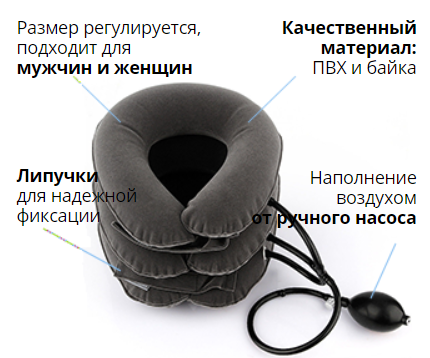 Размер регулируется,
подходит для
мужчин и женщин
Качественный
материал:
ПВХ и байка
Липучки
для надежной
фиксации
Наполнение
воздухом
от ручного насоса